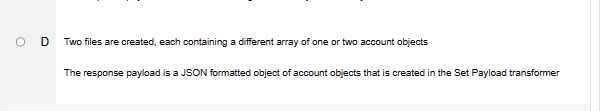 D Two files are created, each containing a different array of one or two account objects
The response payload is a JSON formatted object of account objects that is created in the Set Payload transformer